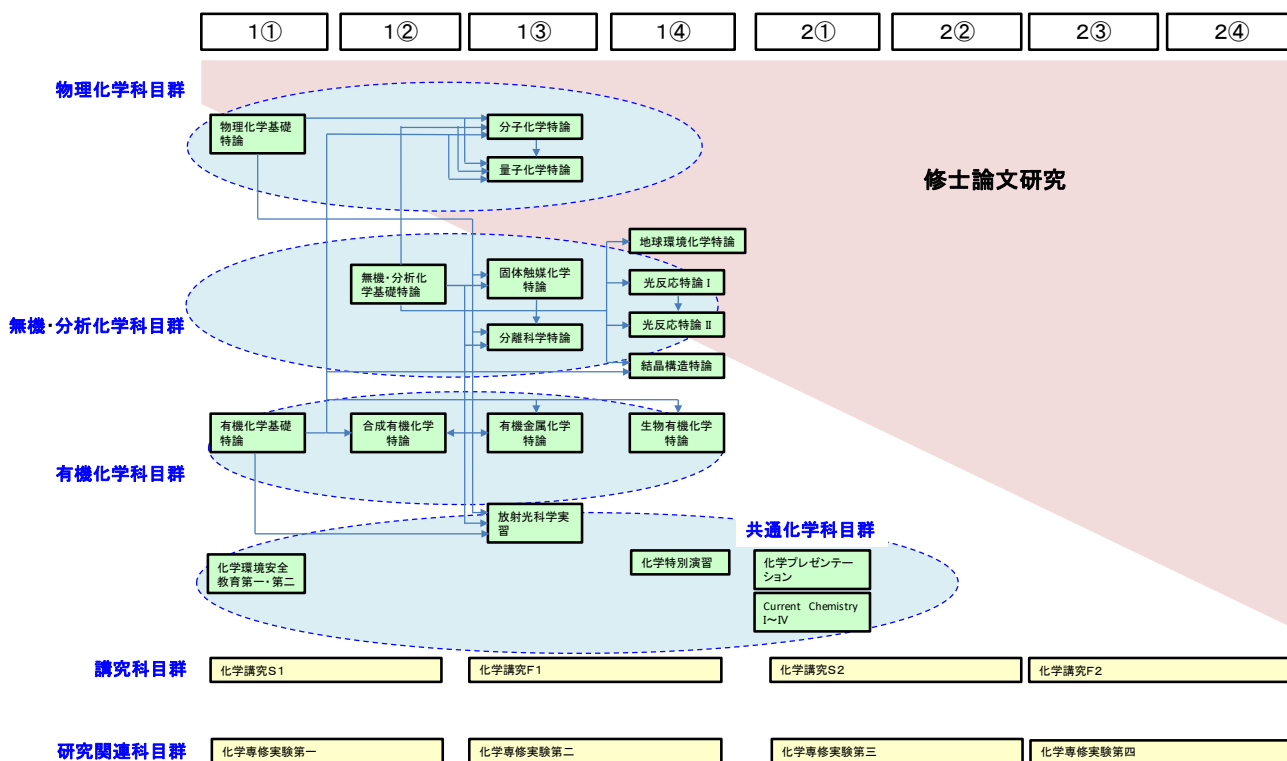 1①
1②
1③
1④
2①
2②
2③
2④
物理化学科目群
物理化学基礎
特論
分子化学特論
量子化学特論
修士論文研究
無機・分析化学科目群
無機・分析化
学基礎特論
固体触媒化学
特論
分離科学特論
地球環境化学特論
光反応特論Ⅰ
光反応特論Ⅱ
結晶構造特論
有機化学科目群
有機化学基礎
特論
合成有機化学
特論
有機金属化学
特論
生物有機化学
特論
放射光科学実
習
共通化学科目群
化学環境安全
教育第一・第二
化学特別演習
化学プレゼンテー
ション
Current Chemistry
Ⅰ～Ⅳ
講究科目群
化学講究S1
化学講究F1
化学講究S2
化学講究F2
研究関連科目群
化学専修実験第一
化学専修実験第二
化学専修実験第三
化学専修実験第四